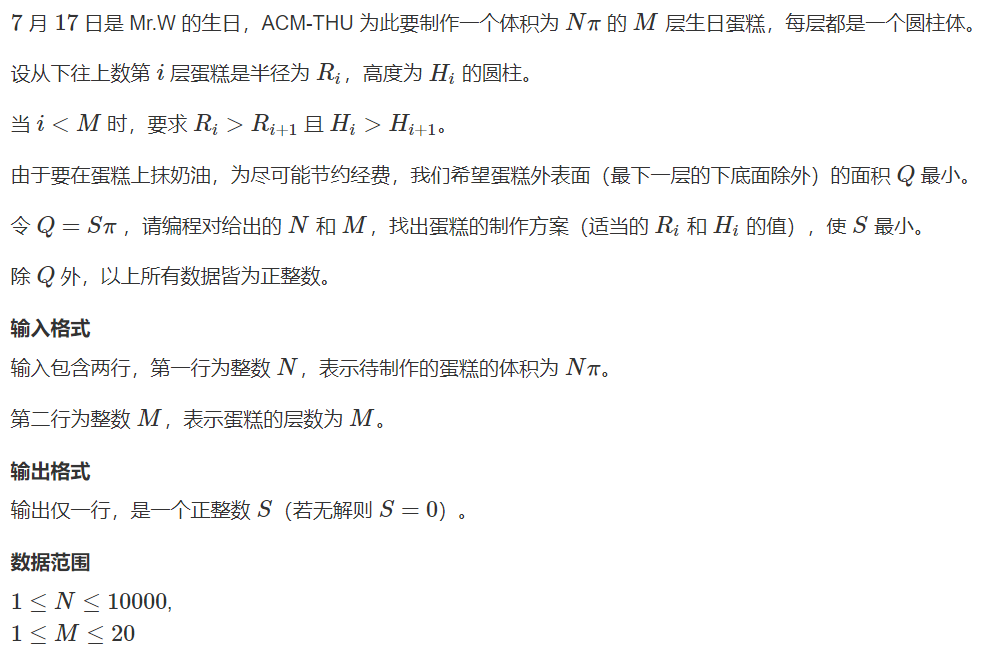 7 月 17 日是 Mr.W 的生日，ACM-THU 为此要制作一个体积为 Nπ 的 M 层生日蛋糕，每层都是一个圆柱体。
设从下往上数第 i 层蛋糕是半径为 R_i，高度为 H_i 的圆柱。
当 i < M 时，要求 R_i > R_{i+1} 且 H_i > H_{i+1}。
由于要在蛋糕上抹奶油，为尽可能节约经费，我们希望蛋糕外表面（最下一层的下底面除外）的面积 Q 最小。
令 Q = Sπ ，请编程对给出的 N 和 M，找出蛋糕的制作方案（适当的 R_i 和 H_i 的值），使 S 最小。
除 Q 外，以上所有数据皆为正整数。
输入格式
输入包含两行，第一行为整数 N，表示待制作的蛋糕的体积为 Nπ。
第二行为整数 M，表示蛋糕的层数为 M。
输出格式
输出仅一行，是一个正整数 S（若无解则 S = 0）。
数据范围
1 ≤ N ≤ 10000,
1 ≤ M ≤ 20